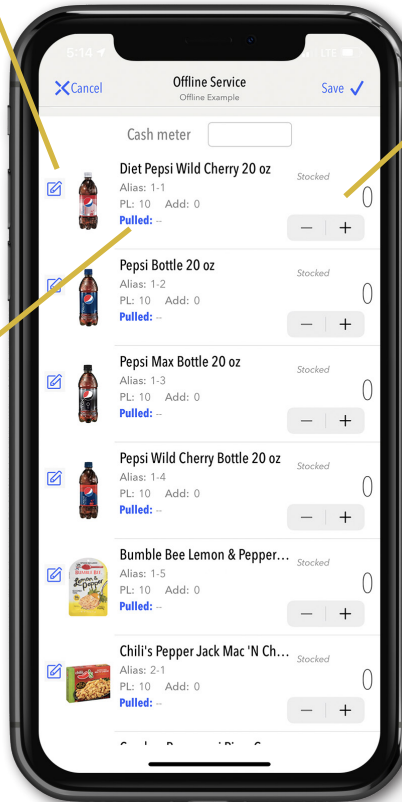 5:14
LTE
Cancel
Offline Service
Save
Offline Example
Cash meter
Diet Pepsi Wild Cherry 20 oz
Stocked
Alias: 1-1
0
PL: 10 Add: 0
Pulled: --
− +
Pepsi Bottle 20 oz
Stocked
Alias: 1-2
0
PL: 10 Add: 0
Pulled: --
− +
Pepsi Max Bottle 20 oz
Stocked
Alias: 1-3
0
PL: 10 Add: 0
Pulled: --
− +
Pepsi Wild Cherry Bottle 20 oz
Stocked
Alias: 1-4
0
PL: 10 Add: 0
Pulled: --
− +
Bumble Bee Lemon & Pepper...
Stocked
Alias: 1-5
0
PL: 10 Add: 0
Pulled: --
− +
BUMBLE BEE
Lemon &
Pepper
Chili's Pepper Jack Mac 'N Ch...
Stocked
Alias: 2-1
0
PL: 10 Add: 0
Pulled: --
− +